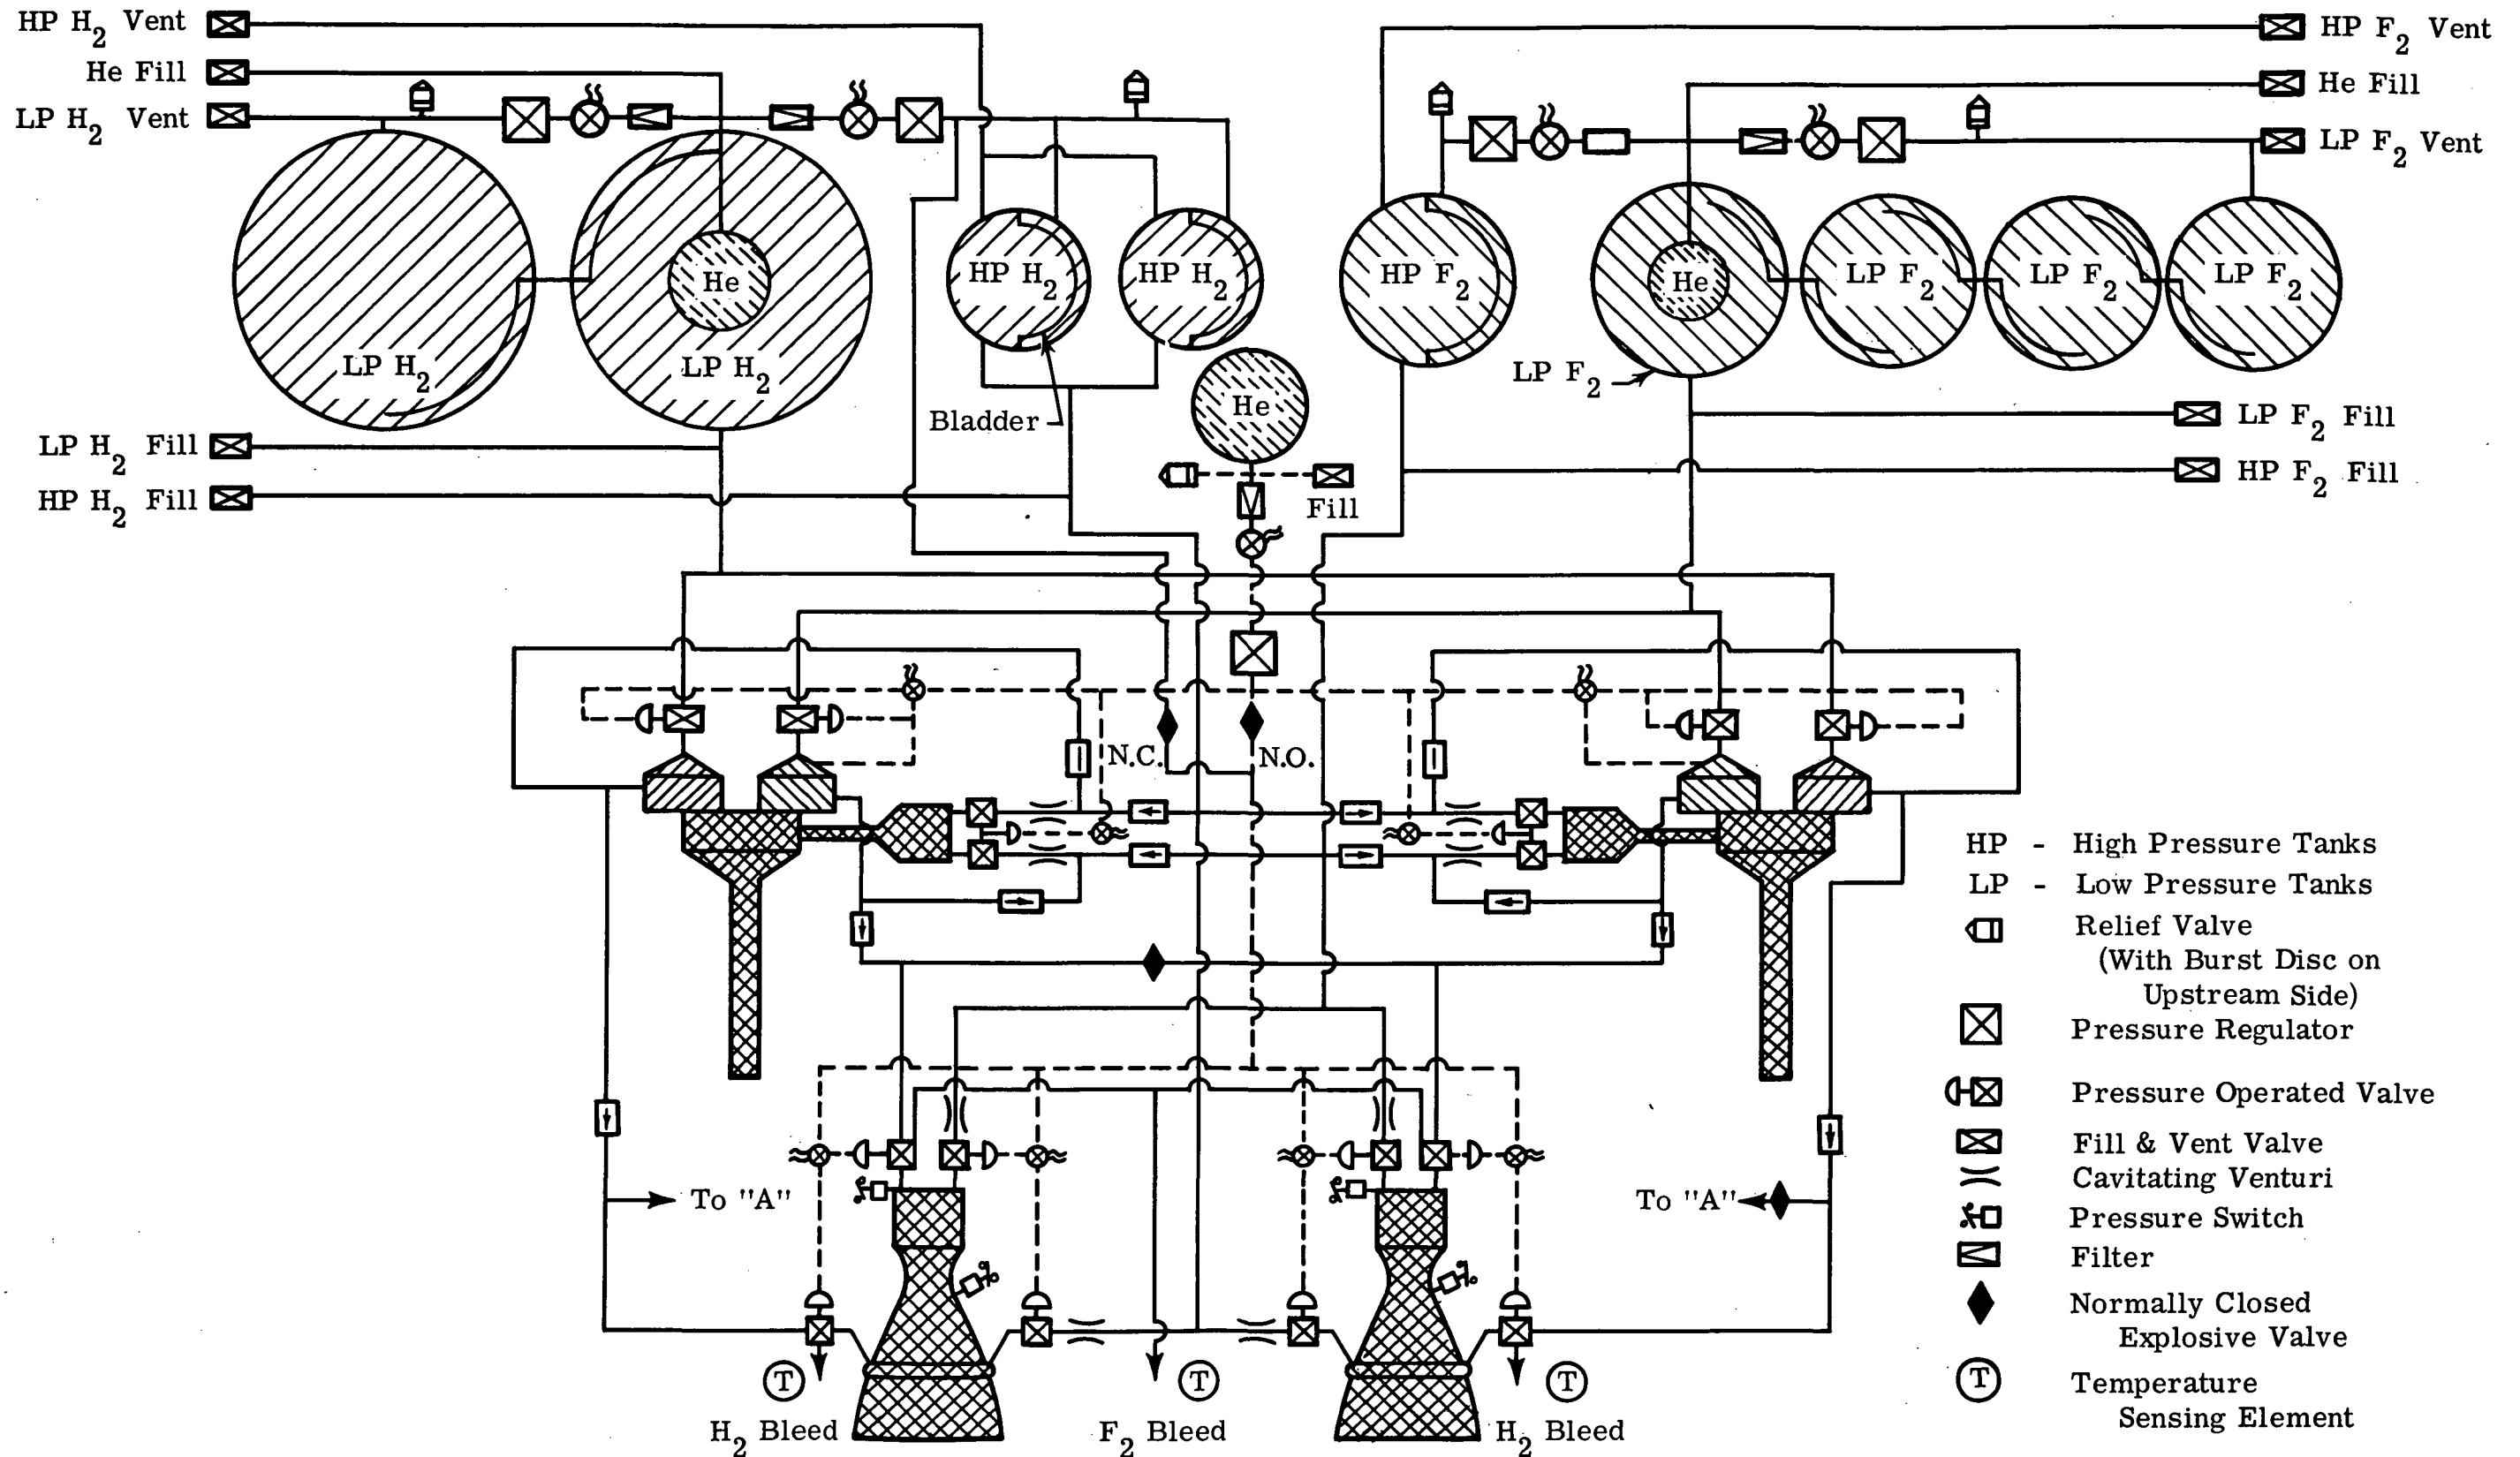 HP H2 Vent
He Fill
LP H2 Vent
HP F2 Vent
He Fill
LP F2 Vent
He
LP H2
LP H2
HP H2
HP H2
HP F2
He
LP F2
LP F2
LP F2
LP F2
Bladder
He
Fill
LP H2 Fill
HP H2 Fill
LP F2 Fill
HP F2 Fill
N.C.
N.O.
To "A"
To "A"
T
H2 Bleed
T
F2 Bleed
T
H2 Bleed
HP - High Pressure Tanks
LP - Low Pressure Tanks
Relief Valve
(With Burst Disc on
Upstream Side)
Pressure Regulator
Pressure Operated Valve
Fill & Vent Valve
Cavitating Venturi
Pressure Switch
Filter
Normally Closed
Explosive Valve
T
Temperature
Sensing Element